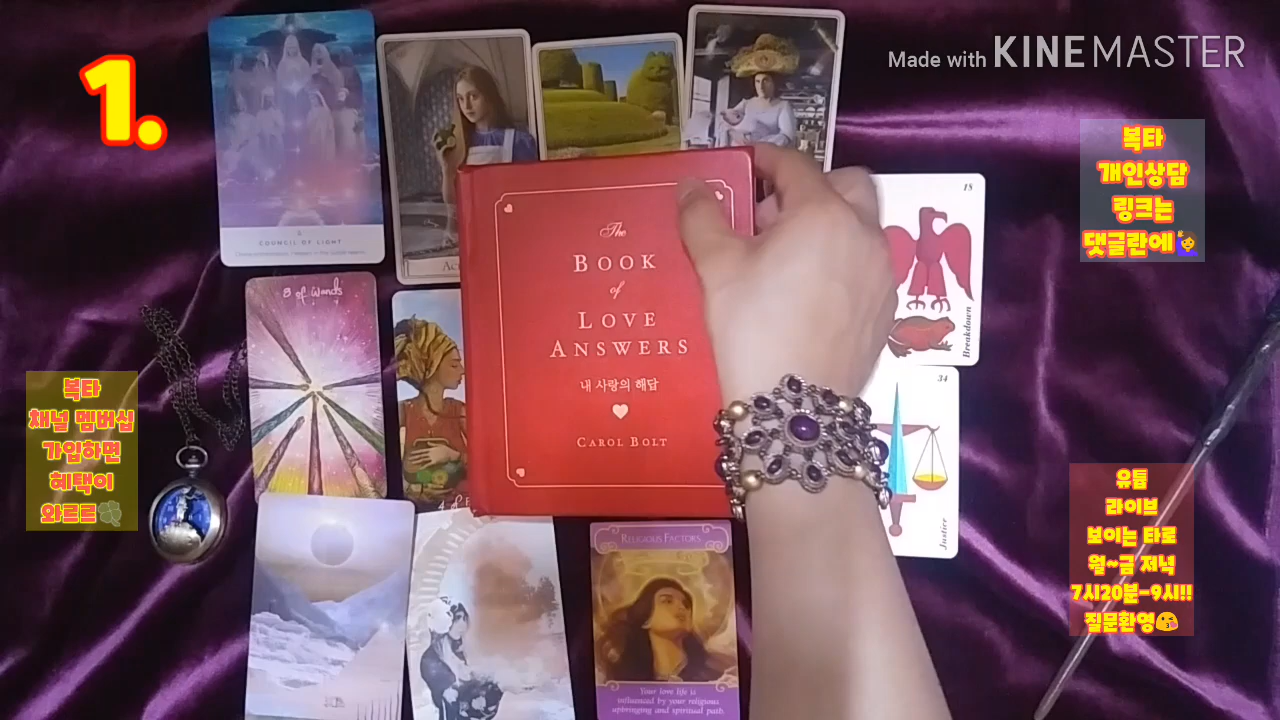 1.
Made with KINEMASTER
복타
개인상담
링크는
댓글란에🙋‍♀️
COUNCIL OF LIGHT
8 of wands
The
BOOK
of
LOVE
ANSWERS
내 사랑의 해답
CAROL BOLT
18
Breakdown
34
Justice
복타
채널 멤버십
가입하면
혜택이
와르르🍀
유튭
라이브
보이는 타로
월~금 저녁
7시20분-9시!!
질문환영😘
RELIGIOUS FACTORS
Your love life is
influenced by your religious
upbringing and spiritual path.